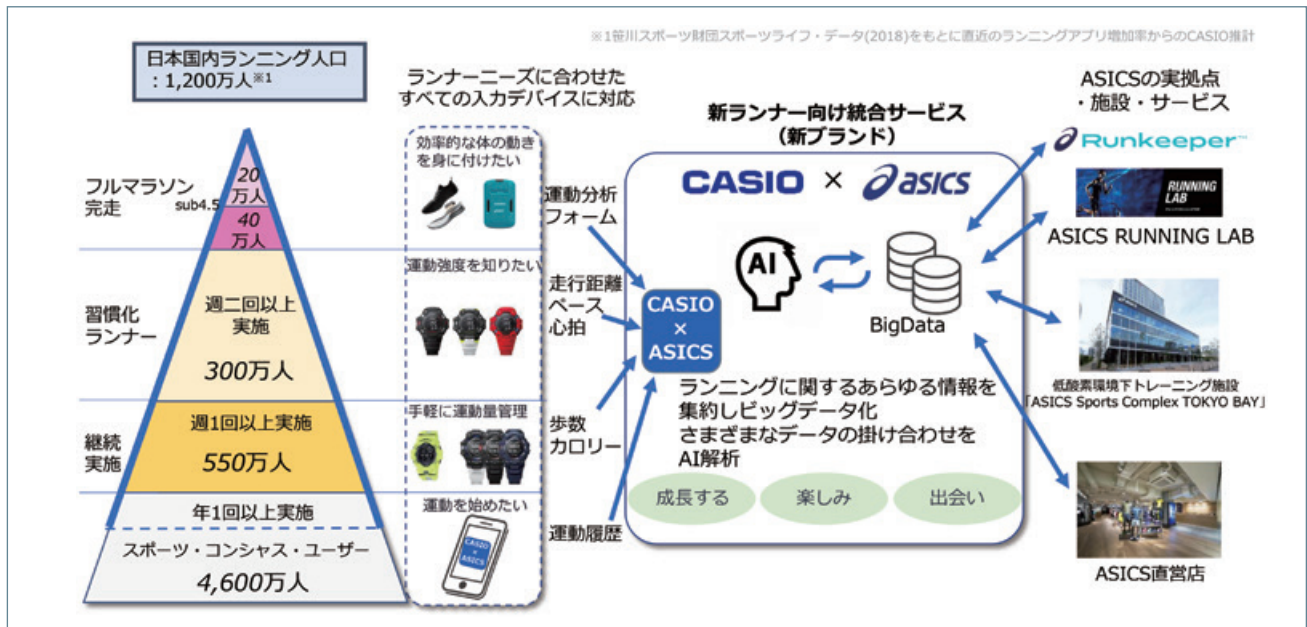 ※1笹川スポーツ財団スポーツライフ・データ(2018)をもとに直近のランニングアプリ増加率からのCASIO推計
日本国内ランニング人口
：1,200万人※1
フルマラソン
完走
sub4.5
20
万人
40
万人
習慣化
ランナー
週二回以上
実施
300万人
継続
実施
週1回以上実施
550万人
年1回以上実施
スポーツ・コンシャス・ユーザー
4,600万人
ランナーニーズに合わせた
すべての入力デバイスに対応
効率的な体の動き
を身に付けたい
運動強度を知りたい
手軽に運動量管理
運動を始めたい
CASIO
×
ASICS
運動分析
フォーム
走行距離
ペース
心拍
歩数
カロリー
運動履歴
新ランナー向け統合サービス
（新ブランド）
CASIO × asics
AI
BigData
CASIO
×
ASICS
ランニングに関するあらゆる情報を
集約しビッグデータ化
さまざまなデータの掛け合わせを
AI解析
成長する
楽しみ
出会い
ASICSの実拠点
・施設・サービス
Runkeeper™
RUNNING
LAB
ASICS RUNNING LAB
低酸素環境下トレーニング施設
「ASICS Sports Complex TOKYO BAY」
ASICS直営店